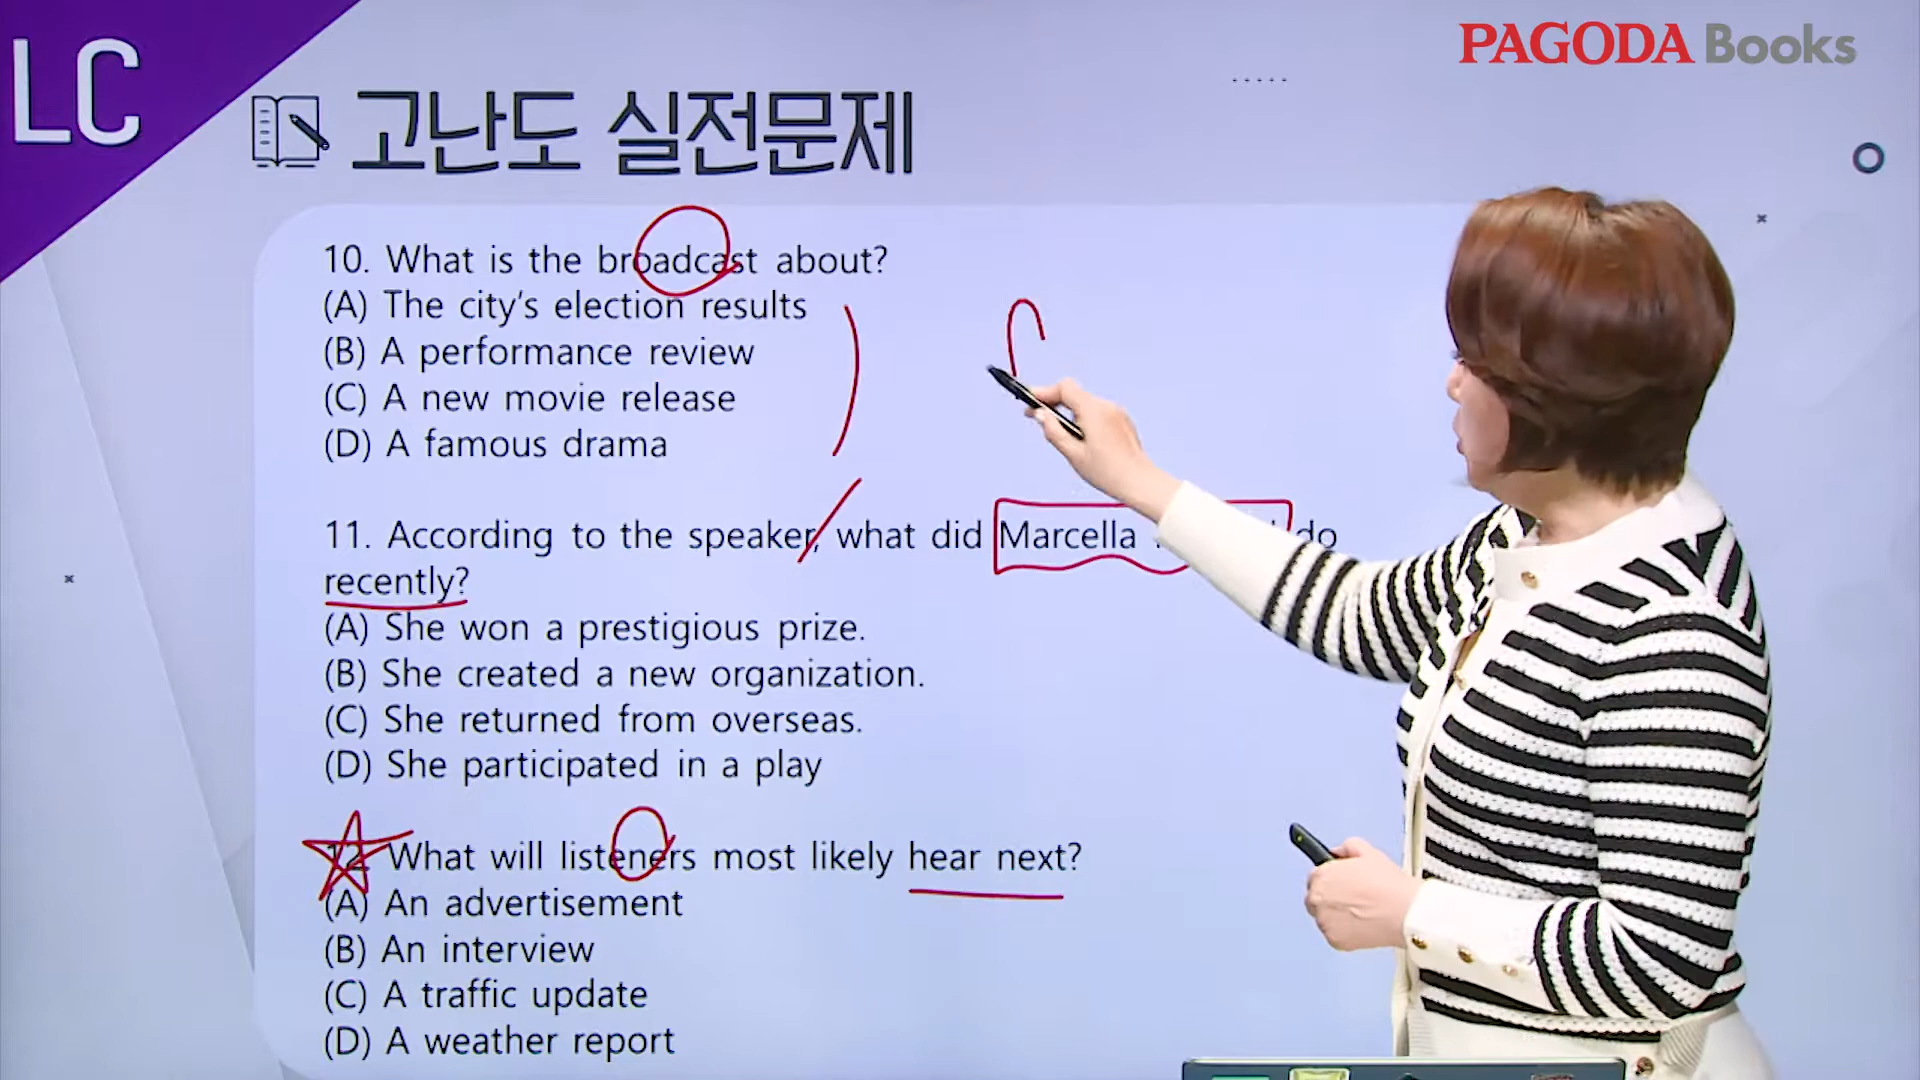 LC
PAGODA Books
고난도 실전문제
10. What is the broadcast about?
(A) The city's election results
(B) A performance review
(C) A new movie release
(D) A famous drama
11. According to the speaker, what did Marcella do
recently?
(A) She won a prestigious prize.
(B) She created a new organization.
(C) She returned from overseas.
(D) She participated in a play
12. What will listeners most likely hear next?
(A) An advertisement
(B) An interview
(C) A traffic update
(D) A weather report